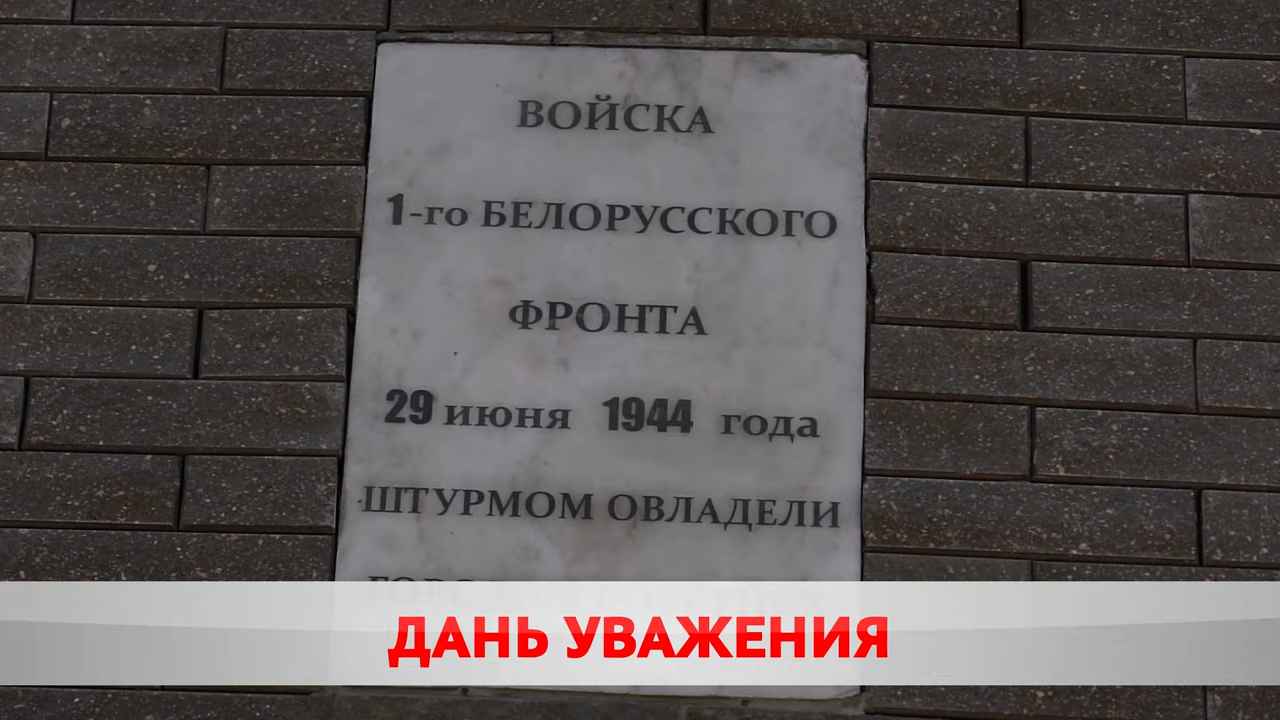 ВОЙСКА
1-го БЕЛОРУССКОГО
ФРОНТА
29 июня 1944 года
ШТУРМОМ ОВЛАДЕЛИ
ДАНЬ УВАЖЕНИЯ